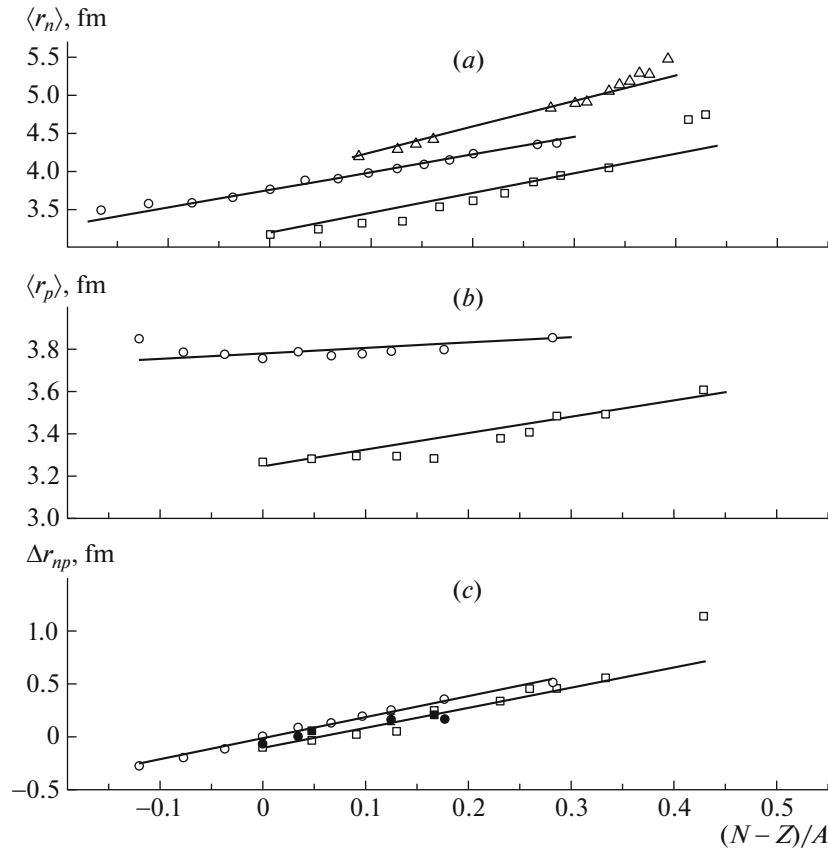 ⟨r_n⟩, fm
(a)
5.5
5.0
4.5
4.0
3.5
⟨r_p⟩, fm
(b)
3.8
3.6
3.4
3.2
3.0
Δr_np, fm
(c)
1.0
0.5
0
−0.5
−0.1 0 0.1 0.2 0.3 0.4 0.5
(N − Z)/A